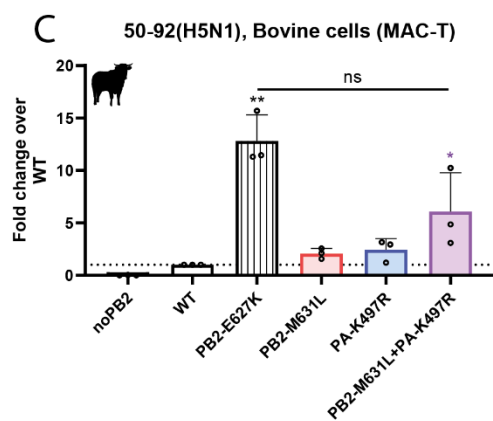 C
50-92(H5N1), Bovine cells (MAC-T)
Fold change over
WT
20
15
10
5
0
**
ns
*
noPB2
WT
PB2-E627K
PB2-M631L
PA-K497R
PB2-M631L+PA-K497R